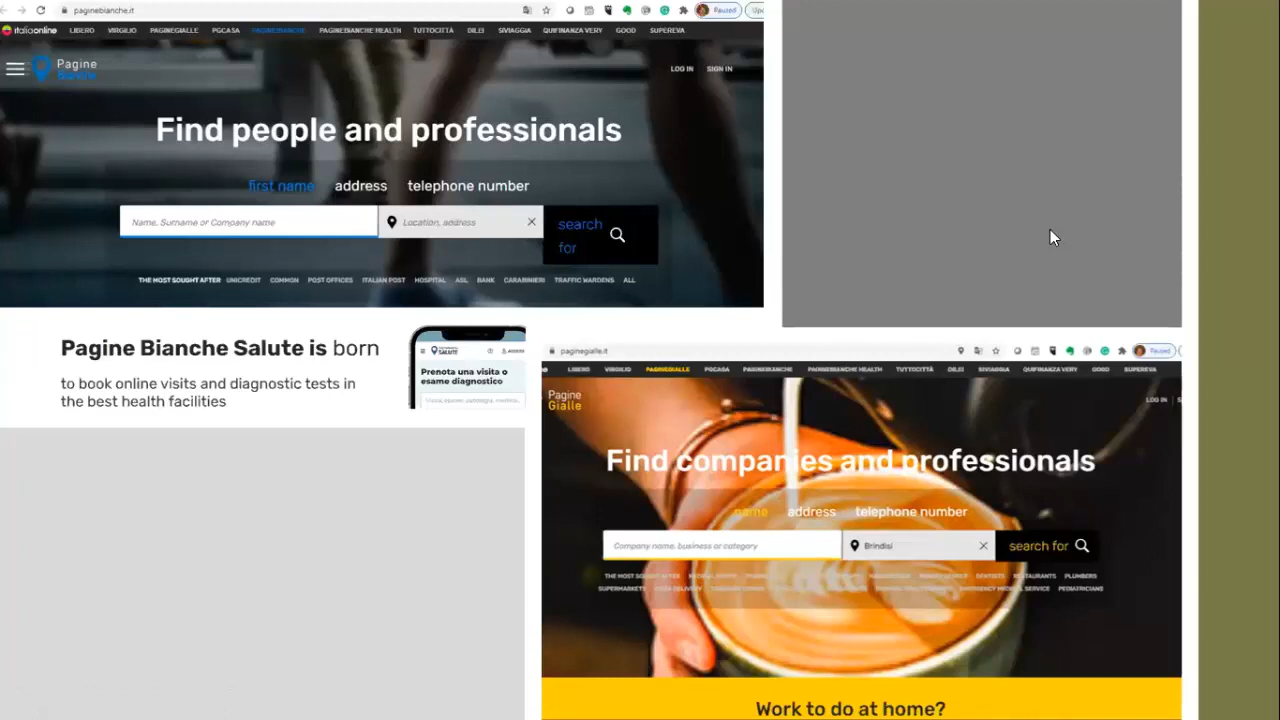 paginebianche.it
Paused
italiaonline LIBERO VIRGILIO PAGINEGIALLE PGCASA PAGINEBIANCHE PAGINEBIANCHE HEALTH TUTTOCITTÀ DILEI SIVIAGGIA QUIFINANZA VERY GOOD SUPEREVA
Pagine
Bianche
LOG IN SIGN IN
Find people and professionals
first name address telephone number
Name, Surname or Company name
Location, address
search
for
THE MOST SOUGHT AFTER UNICREDIT COMMON POST OFFICES ITALIAN POST HOSPITAL ASL BANK CARABINIERI TRAFFIC WARDENS ALL
Pagine Bianche Salute is born
to book online visits and diagnostic tests in
the best health facilities
SALUTE
Prenota una visita o
esame diagnostico
paginegialle.it
Paused
LIBERO VIRGILIO PAGINEGIALLE PGCASA PAGINEBIANCHE PAGINEBIANCHE HEALTH TUTTOCITTÀ DILEI SIVIAGGIA QUIFINANZA VERY GOOD SUPEREVA
Pagine
Gialle
LOG IN
Find companies and professionals
name address telephone number
Company name, business or category
Brindisi
search for
THE MOST SOUGHT AFTER DENTISTS RESTAURANTS PLUMBERS
SUPERMARKETS PIZZA DELIVERY EMERGENCY MEDICAL SERVICE PEDIATRICIANS
Work to do at home?